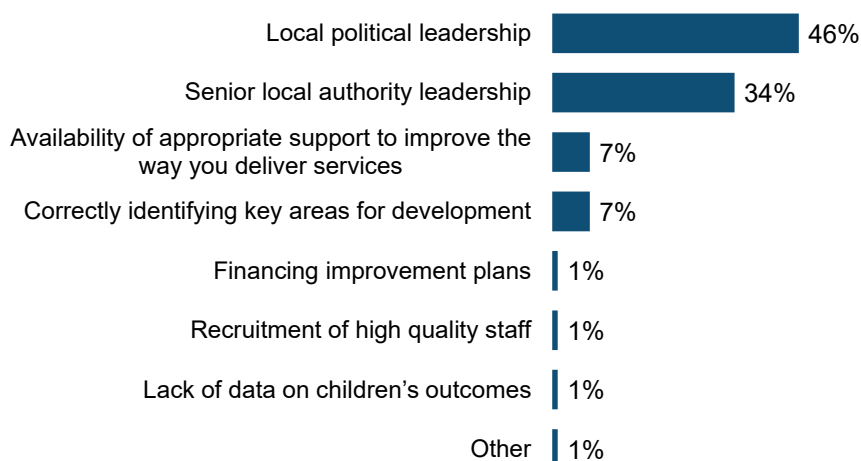 Local political leadership 46%
Senior local authority leadership 34%
Availability of appropriate support to improve the
way you deliver services 7%
Correctly identifying key areas for development 7%
Financing improvement plans 1%
Recruitment of high quality staff 1%
Lack of data on children’s outcomes 1%
Other 1%